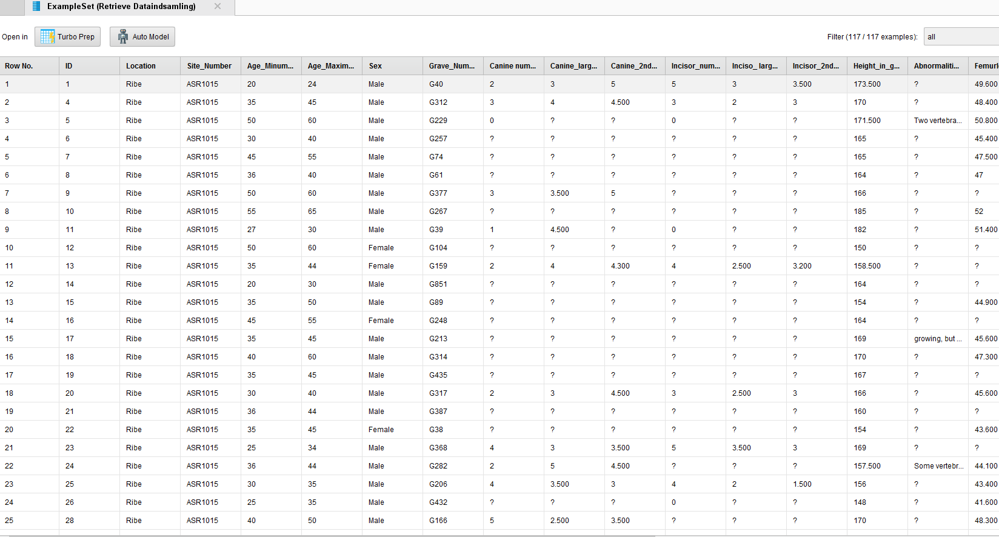 ExampleSet (Retrieve Dataindsamling)
Open in Turbo Prep Auto Model Filter (117 / 117 examples): all
Row No. ID Location Site_Number Age_Minum... Age_Maxim... Sex Grave_Num... Canine num... Canine_larg... Canine_2nd... Incisor_num... Inciso_ larg... Incisor_2nd... Height_in_g... Abnormaliti... Femurl
1 1 Ribe ASR1015 20 24 Male G40 2 3 5 5 3 3.500 173.500 ? 49.600
2 4 Ribe ASR1015 35 45 Male G312 3 4 4.500 3 2 3 170 ? 48.400
3 5 Ribe ASR1015 50 60 Male G229 0 ? ? 0 ? ? 171.500 Two vertebra... 50.800
4 6 Ribe ASR1015 30 40 Male G257 ? ? ? ? ? ? 165 ? 45.400
5 7 Ribe ASR1015 45 55 Male G74 ? ? ? ? ? ? 165 ? 47.500
6 8 Ribe ASR1015 36 40 Male G61 ? ? ? ? ? ? 164 ? 47
7 9 Ribe ASR1015 50 60 Male G377 3 3.500 5 ? ? ? 166 ? ?
8 10 Ribe ASR1015 55 65 Male G267 ? ? ? ? ? ? 185 ? 52
9 11 Ribe ASR1015 27 30 Male G39 1 4.500 ? 0 ? ? 182 ? 51.400
10 12 Ribe ASR1015 50 60 Female G104 ? ? ? ? ? ? 150 ? ?
11 13 Ribe ASR1015 35 44 Female G159 2 4 4.300 4 2.500 3.200 158.500 ? ?
12 14 Ribe ASR1015 20 30 Male G851 ? ? ? ? ? ? 164 ? ?
13 15 Ribe ASR1015 35 50 Male G89 ? ? ? ? ? ? 154 ? 44.900
14 16 Ribe ASR1015 45 55 Female G248 ? ? ? ? ? ? 164 ? ?
15 17 Ribe ASR1015 35 45 Male G213 ? ? ? ? ? ? 169 growing, but ... 45.600
16 18 Ribe ASR1015 40 60 Male G314 ? ? ? ? ? ? 170 ? 47.300
17 19 Ribe ASR1015 35 45 Male G435 ? ? ? ? ? ? 167 ? ?
18 20 Ribe ASR1015 30 40 Male G317 2 3 4.500 3 2.500 3 166 ? 45.600
19 21 Ribe ASR1015 36 44 Male G387 ? ? ? ? ? ? 160 ? ?
20 22 Ribe ASR1015 35 45 Female G38 ? ? ? ? ? ? 154 ? 43.600
21 23 Ribe ASR1015 25 34 Male G368 4 3 3.500 5 3.500 3 169 ? ?
22 24 Ribe ASR1015 36 44 Male G282 2 5 4.500 ? ? ? 157.500 Some vertebr... 44.100
23 25 Ribe ASR1015 30 35 Male G206 4 3.500 3 4 2 1.500 156 ? 43.400
24 26 Ribe ASR1015 25 35 Male G432 ? ? ? 0 ? ? 148 ? 41.600
25 28 Ribe ASR1015 40 50 Male G166 5 2.500 3.500 ? ? ? 170 ? 48.300